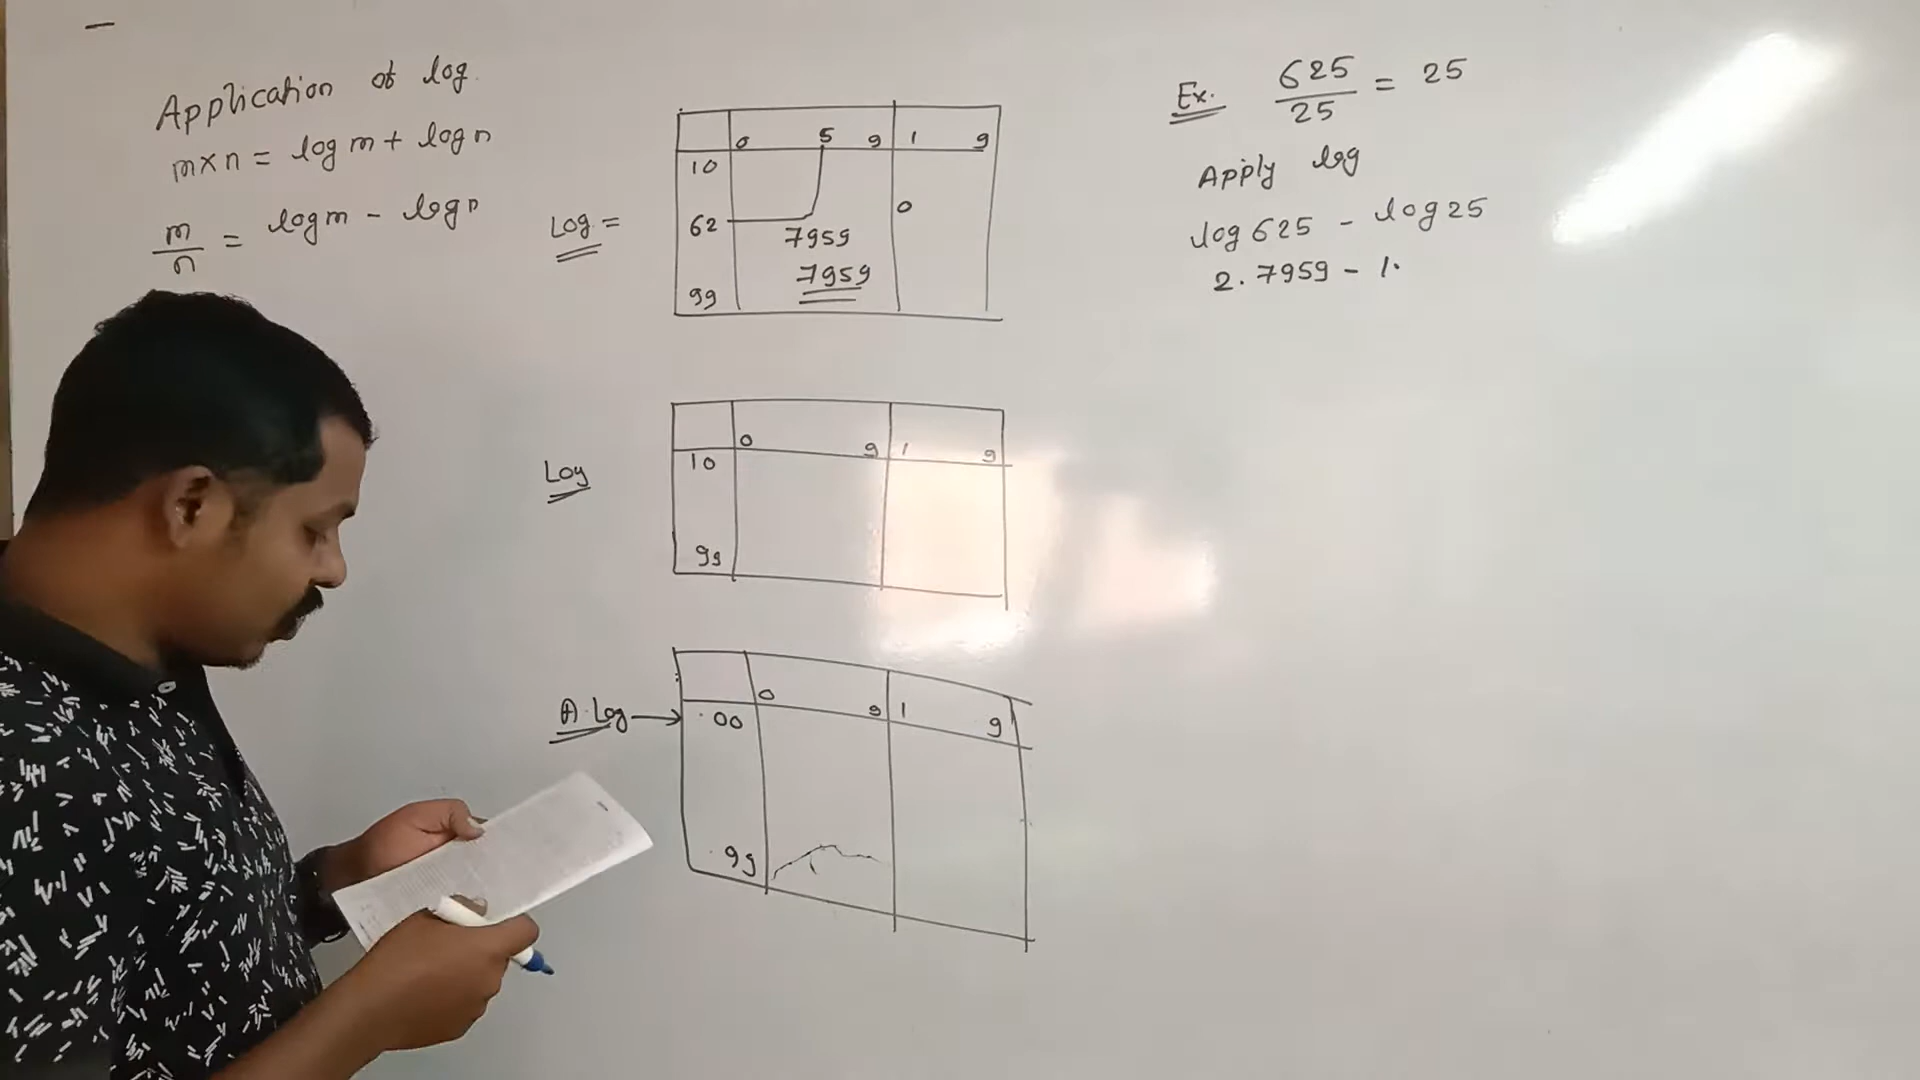 Application of log.
m×n = log m + log n
m/n = log m - log n
Log =
0 5 9 1 9
10
62
0
7959
7959
99
Log
0 9 1 9
10
99
A·Log →
0 9 1 9
·00
·99
Ex. 625/25 = 25
Apply log
log 625 - log 25
2.7959 - 1.